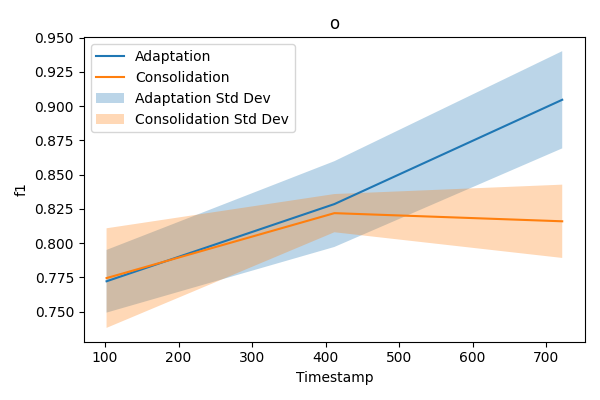 o
Adaptation
Consolidation
Adaptation Std Dev
Consolidation Std Dev
0.950
0.925
0.900
0.875
0.850
0.825
0.800
0.775
0.750
f1
100 200 300 400 500 600 700
Timestamp